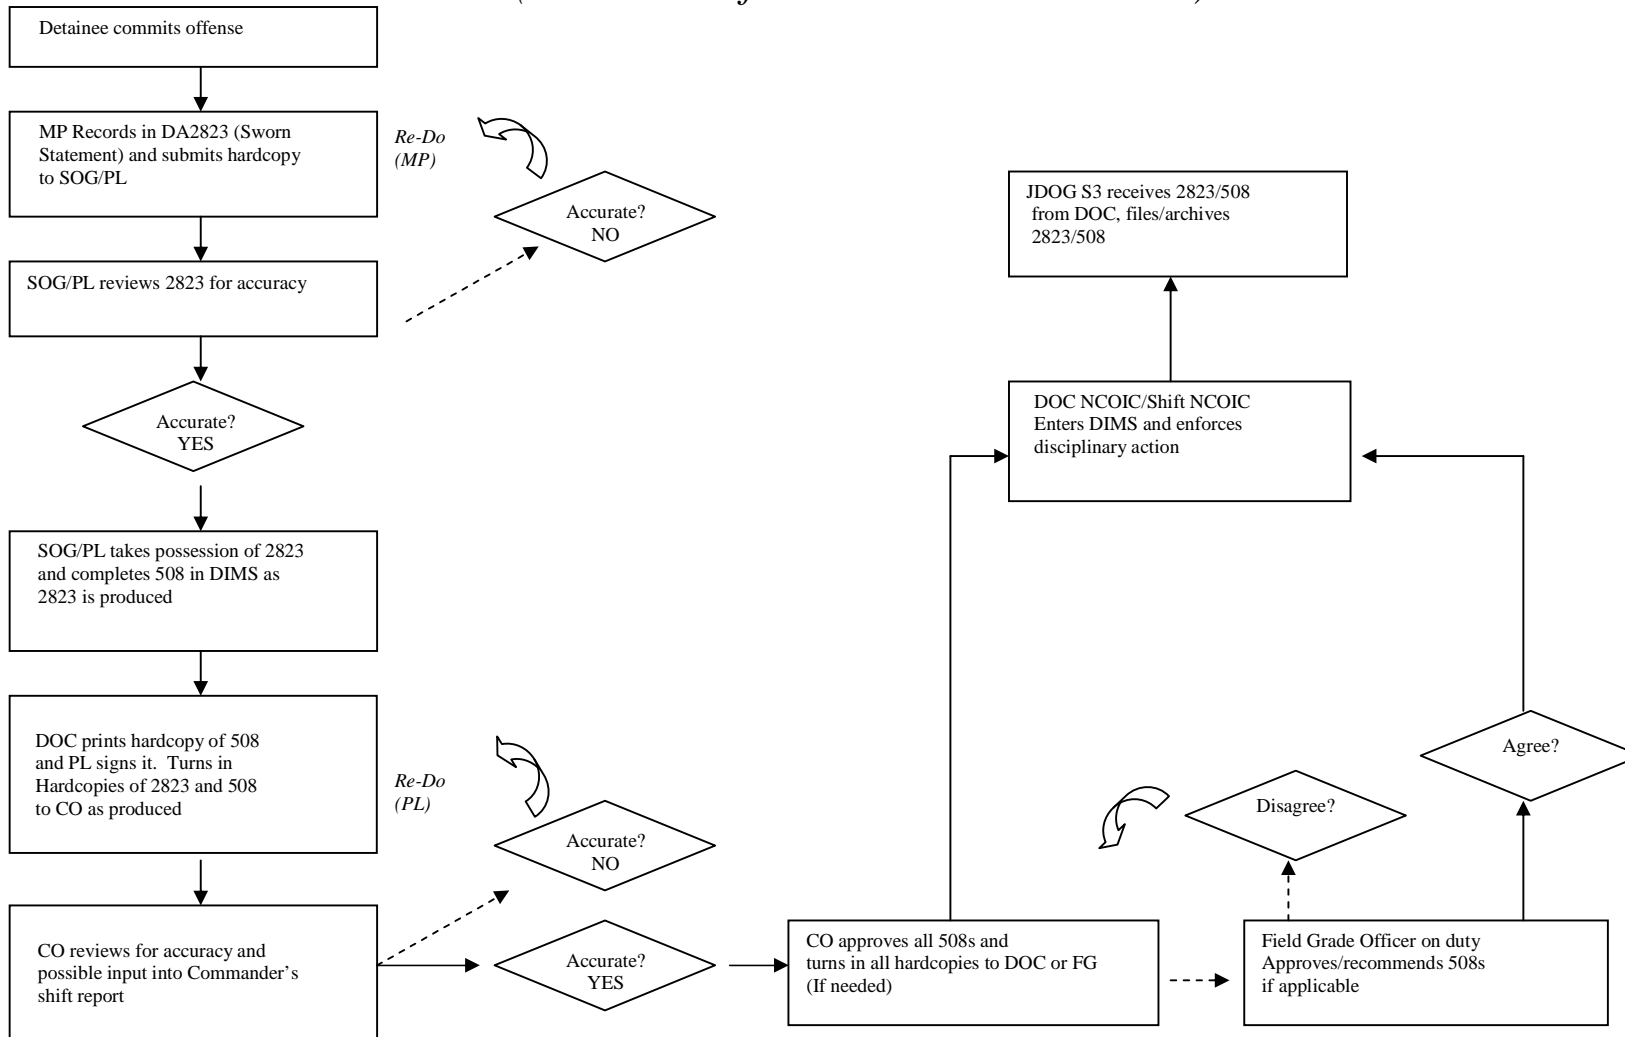 Detainee commits offense
MP Records in DA2823 (Sworn
Statement) and submits hardcopy
to SOG/PL
Re-Do
(MP)
Accurate?
NO
SOG/PL reviews 2823 for accuracy
Accurate?
YES
SOG/PL takes possession of 2823
and completes 508 in DIMS as
2823 is produced
DOC prints hardcopy of 508
and PL signs it. Turns in
Hardcopies of 2823 and 508
to CO as produced
Re-Do
(PL)
Accurate?
NO
CO reviews for accuracy and
possible input into Commander's
shift report
Accurate?
YES
CO approves all 508s and
turns in all hardcopies to DOC or FG
(If needed)
Field Grade Officer on duty
Approves/recommends 508s
if applicable
Disagree?
Agree?
DOC NCOIC/Shift NCOIC
Enters DIMS and enforces
disciplinary action
JDOG S3 receives 2823/508
from DOC, files/archives
2823/508